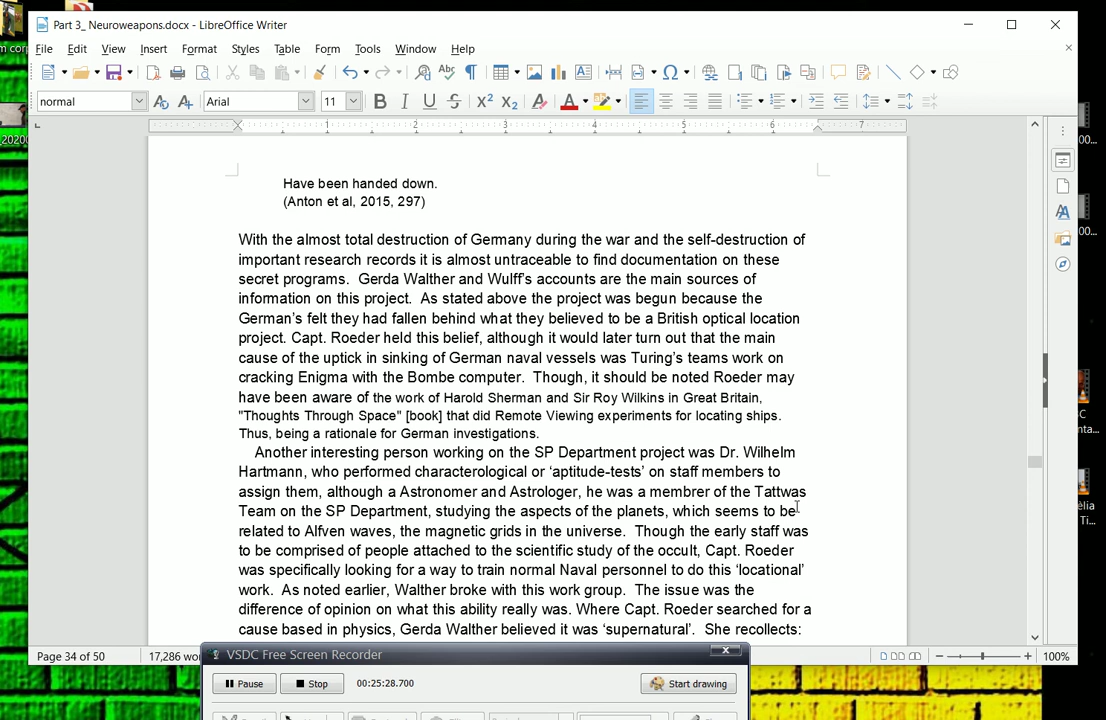 m corp
_2020
Part 3_ Neuroweapons.docx - LibreOffice Writer
File Edit View Insert Format Styles Table Form Tools Window Help
normal Arial 11
1 2 3 4 5 6 7
Have been handed down.
(Anton et al, 2015, 297)
With the almost total destruction of Germany during the war and the self-destruction of
important research records it is almost untraceable to find documentation on these
secret programs.  Gerda Walther and Wulff's accounts are the main sources of
information on this project.  As stated above the project was begun because the
German's felt they had fallen behind what they believed to be a British optical location
project. Capt. Roeder held this belief, although it would later turn out that the main
cause of the uptick in sinking of German naval vessels was Turing's teams work on
cracking Enigma with the Bombe computer.  Though, it should be noted Roeder may
have been aware of the work of Harold Sherman and Sir Roy Wilkins in Great Britain,
"Thoughts Through Space" [book] that did Remote Viewing experiments for locating ships.
Thus, being a rationale for German investigations.
Another interesting person working on the SP Department project was Dr. Wilhelm
Hartmann, who performed characterological or 'aptitude-tests' on staff members to
assign them, although a Astronomer and Astrologer, he was a membrer of the Tattwas
Team on the SP Department, studying the aspects of the planets, which seems to be
related to Alfven waves, the magnetic grids in the universe.  Though the early staff was
to be comprised of people attached to the scientific study of the occult, Capt. Roeder
was specifically looking for a way to train normal Naval personnel to do this 'locational'
work.  As noted earlier, Walther broke with this work group.  The issue was the
difference of opinion on what this ability really was. Where Capt. Roeder searched for a
cause based in physics, Gerda Walther believed it was 'supernatural'.  She recollects:
Page 34 of 50 17,286 wo 100%
VSDC Free Screen Recorder
Pause Stop 00:25:28.700 Start drawing
00...
00...
C
nta...
èlia
Ti...